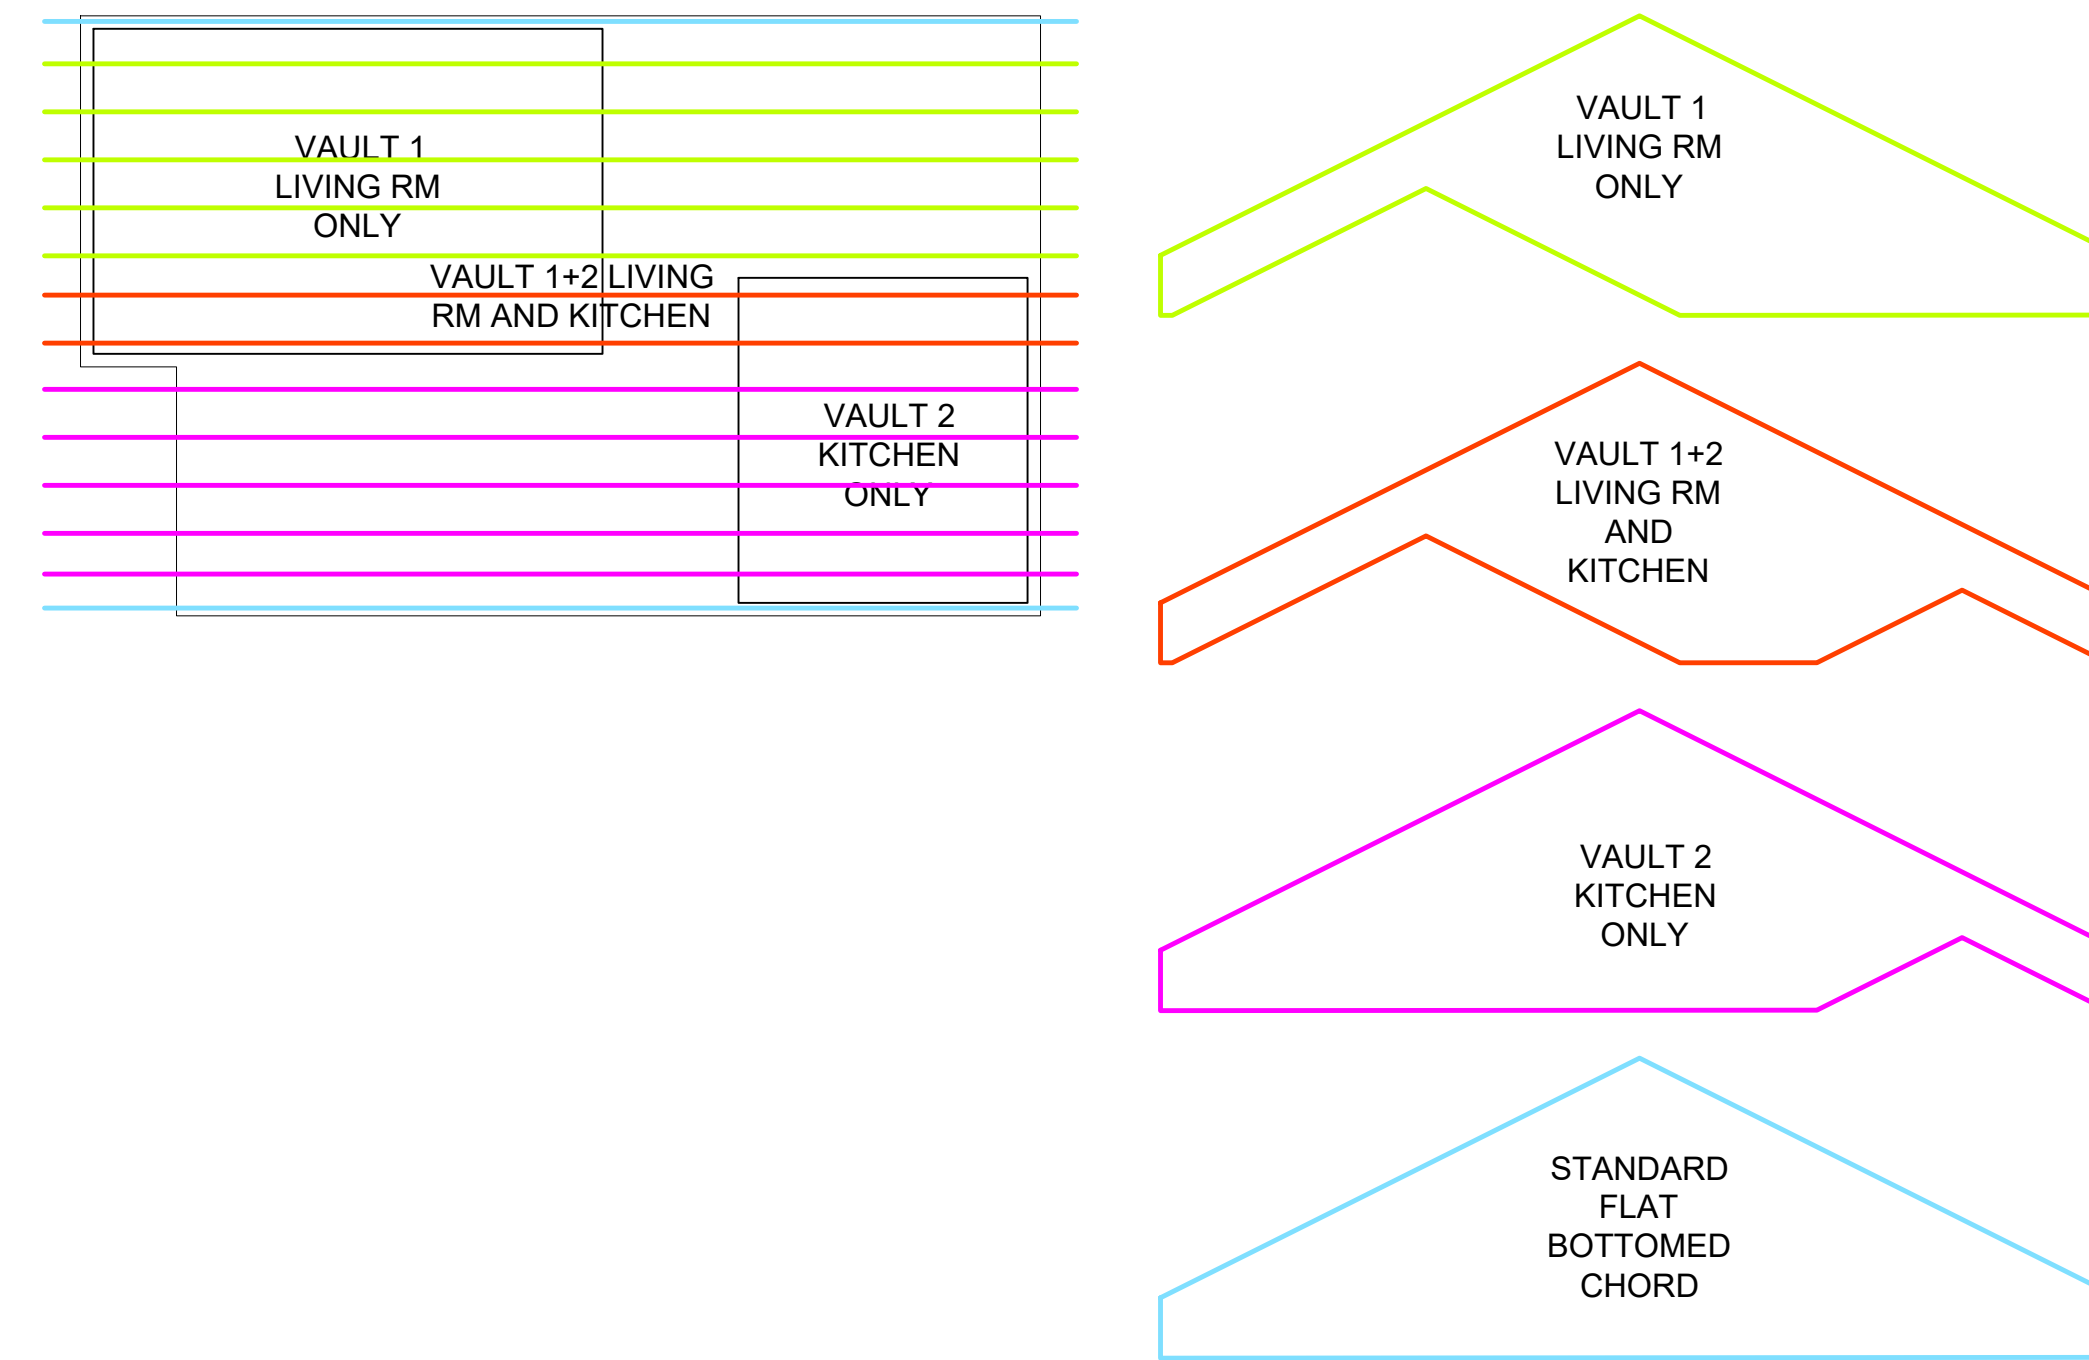 VAULT 1
LIVING RM
ONLY
VAULT 1+2 LIVING
RM AND KITCHEN
VAULT 2
KITCHEN
ONLY
VAULT 1
LIVING RM
ONLY
VAULT 1+2
LIVING RM
AND
KITCHEN
VAULT 2
KITCHEN
ONLY
STANDARD
FLAT
BOTTOMED
CHORD